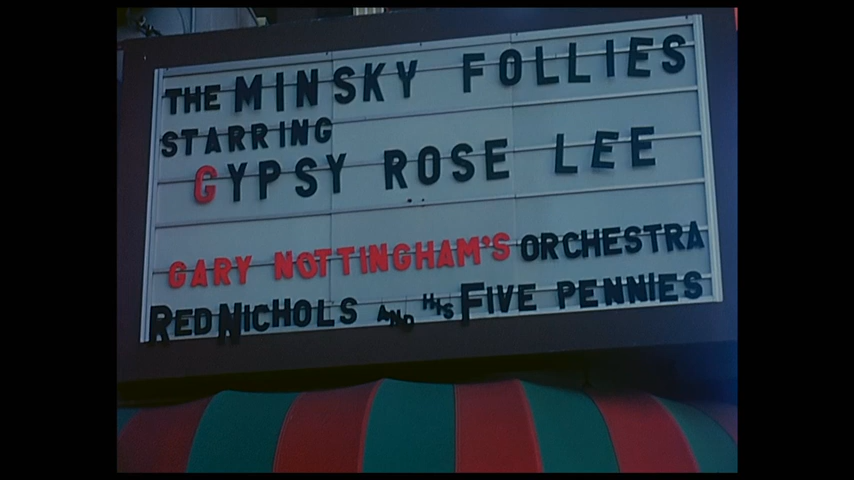 THE MINSKY FOLLIES
STARRING
GYPSY ROSE LEE
GARY NOTTINGHAM'S ORCHESTRA
RED NICHOLS AND HIS FIVE PENNIES